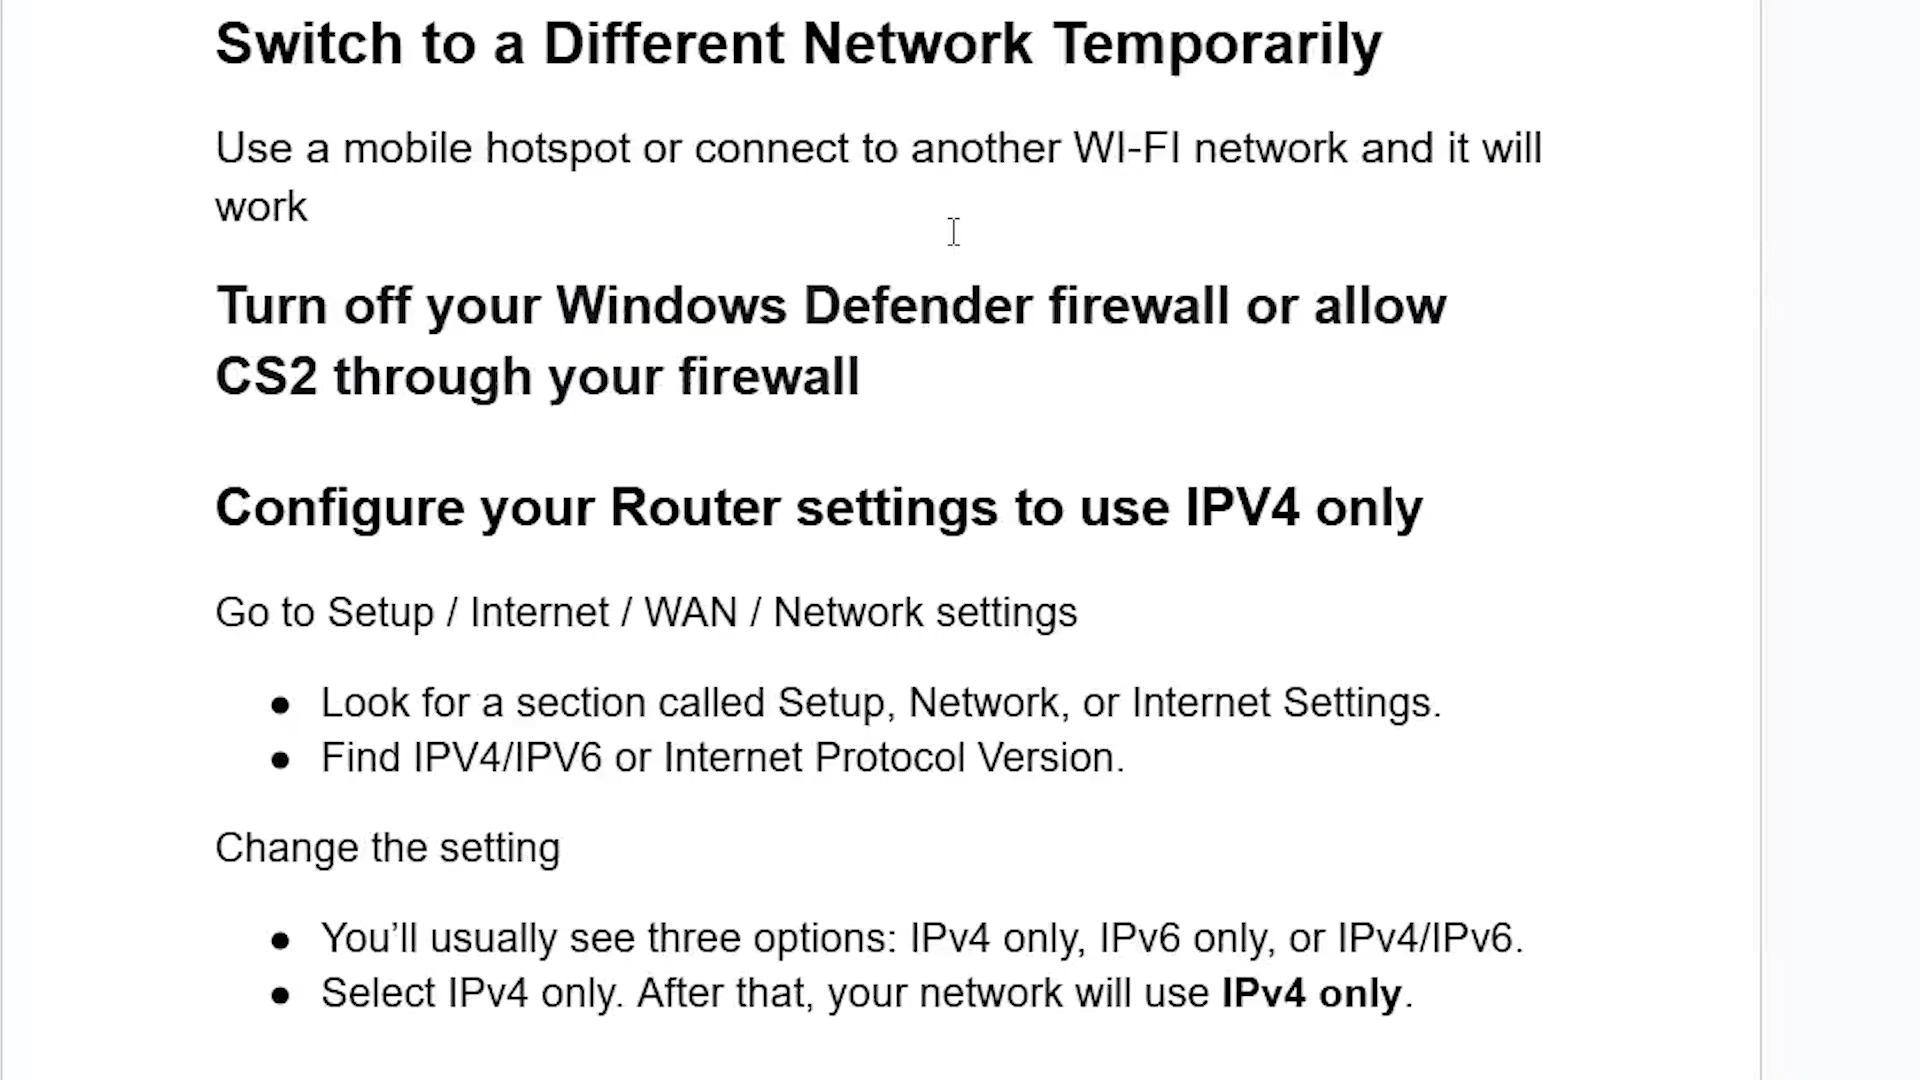 Switch to a Different Network Temporarily
Use a mobile hotspot or connect to another WI-FI network and it will
work
Turn off your Windows Defender firewall or allow
CS2 through your firewall
Configure your Router settings to use IPV4 only
Go to Setup / Internet / WAN / Network settings
● Look for a section called Setup, Network, or Internet Settings.
● Find IPV4/IPV6 or Internet Protocol Version.
Change the setting
● You’ll usually see three options: IPv4 only, IPv6 only, or IPv4/IPv6.
● Select IPv4 only. After that, your network will use IPv4 only.